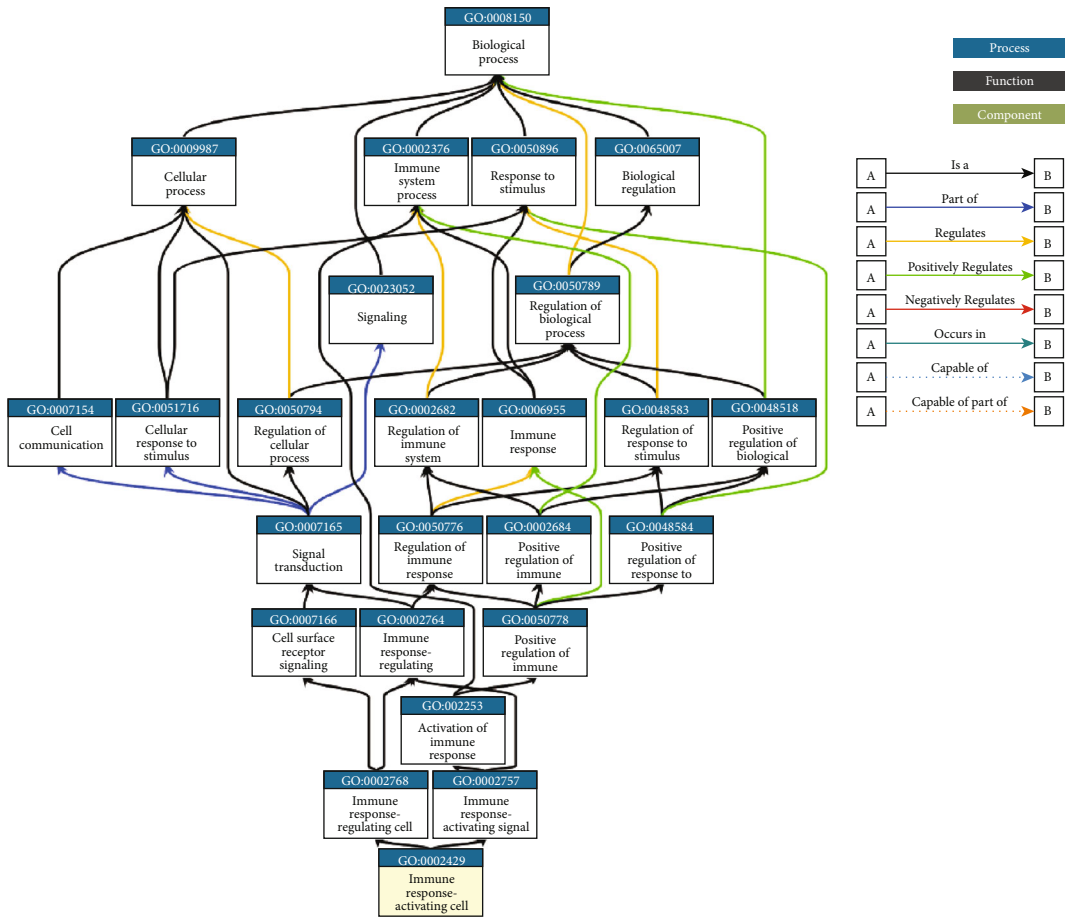 GO:0008150
Biological
process
Process
Function
Component
GO:0009987
Cellular
process
GO:0002376
Immune
system
process
GO:0050896
Response to
stimulus
GO:0065007
Biological
regulation
A
Is a
B
A
Part of
B
A
Regulates
B
A
Positively Regulates
B
A
Negatively Regulates
B
A
Occurs in
B
A
Capable of
B
A
Capable of part of
B
GO:0023052
Signaling
GO:0050789
Regulation of
biological
process
GO:0007154
Cell
communication
GO:0051716
Cellular
response to
stimulus
GO:0050794
Regulation of
cellular
process
GO:0002682
Regulation of
immune
system
GO:0006955
Immune
response
GO:0048583
Regulation of
response to
stimulus
GO:0048518
Positive
regulation of
biological
GO:0007165
Signal
transduction
GO:0050776
Regulation of
immune
response
GO:0002684
Positive
regulation of
immune
GO:0048584
Positive
regulation of
response to
GO:0007166
Cell surface
receptor
signaling
GO:0002764
Immune
response-
regulating
GO:0050778
Positive
regulation of
immune
GO:002253
Activation of
immune
response
GO:0002768
Immune
response-
regulating cell
GO:0002757
Immune
response-
activating signal
GO:0002429
Immune
response-
activating cell